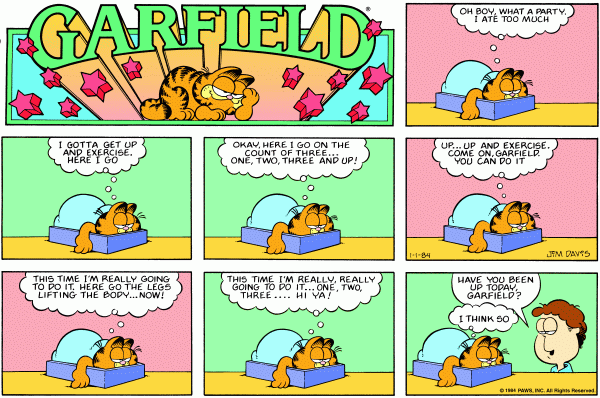 GARFIELD®
OH BOY, WHAT A PARTY.
I ATE TOO MUCH
I GOTTA GET UP
AND EXERCISE.
HERE I GO
OKAY, HERE I GO ON THE
COUNT OF THREE...
ONE, TWO, THREE AND UP!
UP... UP AND EXERCISE.
COME ON, GARFIELD.
YOU CAN DO IT
1-1-84
JIM DAVIS
THIS TIME I'M REALLY GOING
TO DO IT. HERE GO THE LEGS
LIFTING THE BODY... NOW!
THIS TIME I'M REALLY, REALLY
GOING TO DO IT... ONE, TWO,
THREE .... HI YA!
HAVE YOU BEEN
UP TODAY,
GARFIELD?
I THINK SO
© 1984 PAWS, INC. All Rights Reserved.